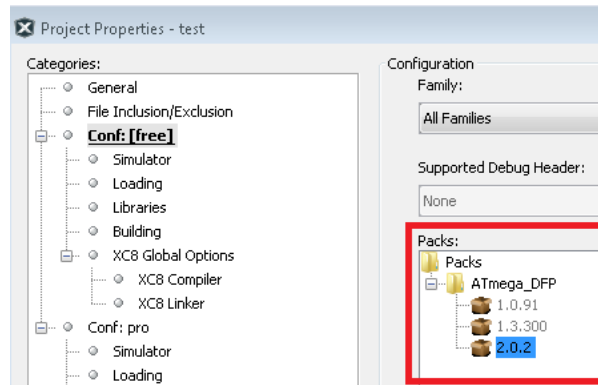 Project Properties - test
Categories:
General
File Inclusion/Exclusion
Conf: [free]
Simulator
Loading
Libraries
Building
XC8 Global Options
XC8 Compiler
XC8 Linker
Conf: pro
Simulator
Loading
Configuration
Family:
All Families
Supported Debug Header:
None
Packs:
Packs
ATmega_DFP
1.0.91
1.3.300
2.0.2